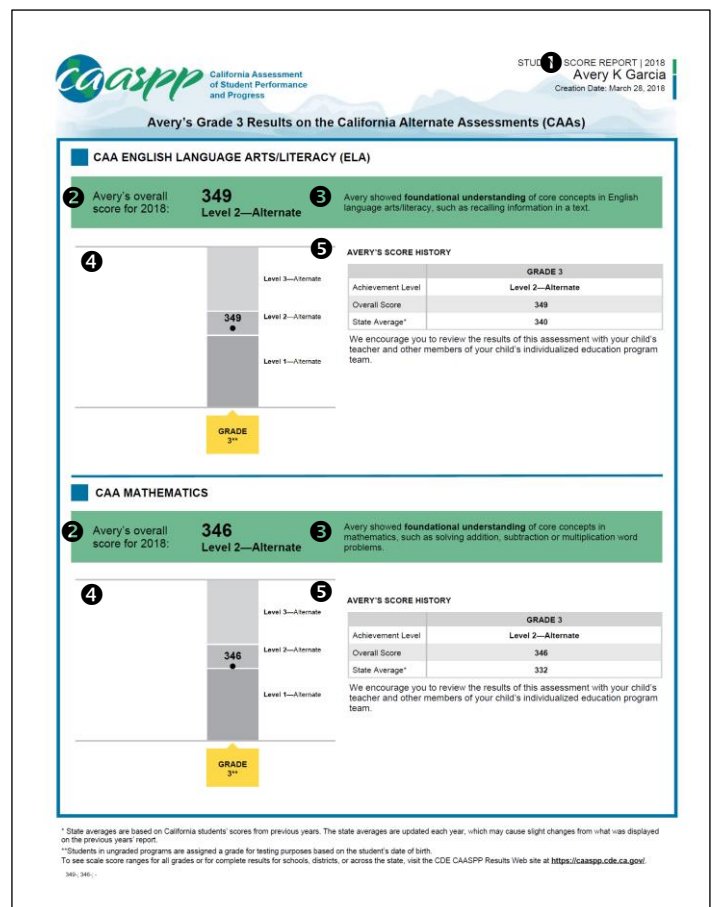 STUD❶ SCORE REPORT | 2018
Avery K Garcia
Creation Date: March 28, 2018
caaspp
California Assessment
of Student Performance
and Progress
Avery's Grade 3 Results on the California Alternate Assessments (CAAs)
CAA ENGLISH LANGUAGE ARTS/LITERACY (ELA)
❷ Avery's overall
score for 2018:
349
Level 2—Alternate
❸ Avery showed foundational understanding of core concepts in English
language arts/literacy, such as recalling information in a text.
❹
Level 3—Alternate
349
Level 2—Alternate
Level 1—Alternate
GRADE
3**
❺ AVERY'S SCORE HISTORY
GRADE 3
Achievement Level Level 2—Alternate
Overall Score 349
State Average* 340
We encourage you to review the results of this assessment with your child's
teacher and other members of your child's individualized education program
team.
CAA MATHEMATICS
❷ Avery's overall
score for 2018:
346
Level 2—Alternate
❸ Avery showed foundational understanding of core concepts in
mathematics, such as solving addition, subtraction or multiplication word
problems.
❹
Level 3—Alternate
346
Level 2—Alternate
Level 1—Alternate
GRADE
3**
❺ AVERY'S SCORE HISTORY
GRADE 3
Achievement Level Level 2—Alternate
Overall Score 346
State Average* 332
We encourage you to review the results of this assessment with your child's
teacher and other members of your child's individualized education program
team.
* State averages are based on California students' scores from previous years. The state averages are updated each year, which may cause slight changes from what was displayed
on the previous years' report.
**Students in ungraded programs are assigned a grade for testing purposes based on the student's date of birth.
To see scale score ranges for all grades or for complete results for schools, districts, or across the state, visit the CDE CAASPP Results Web site at https://caaspp.cde.ca.gov/.
349-; 346-; -